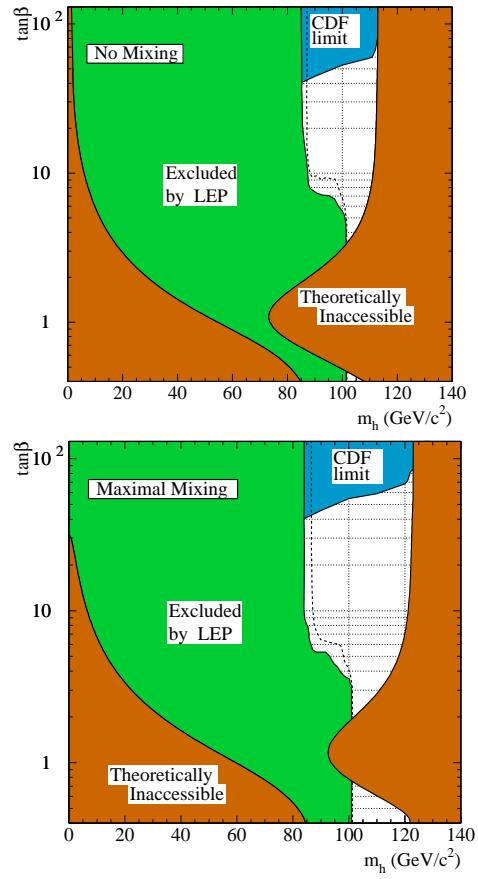 tanβ
10²
10
1
No Mixing
CDF
limit
Excluded
by LEP
Theoretically
Inaccessible
0 20 40 60 80 100 120 140
m_h (GeV/c²)
tanβ
10²
10
1
Maximal Mixing
CDF
limit
Excluded
by LEP
Theoretically
Inaccessible
0 20 40 60 80 100 120 140
m_h (GeV/c²)